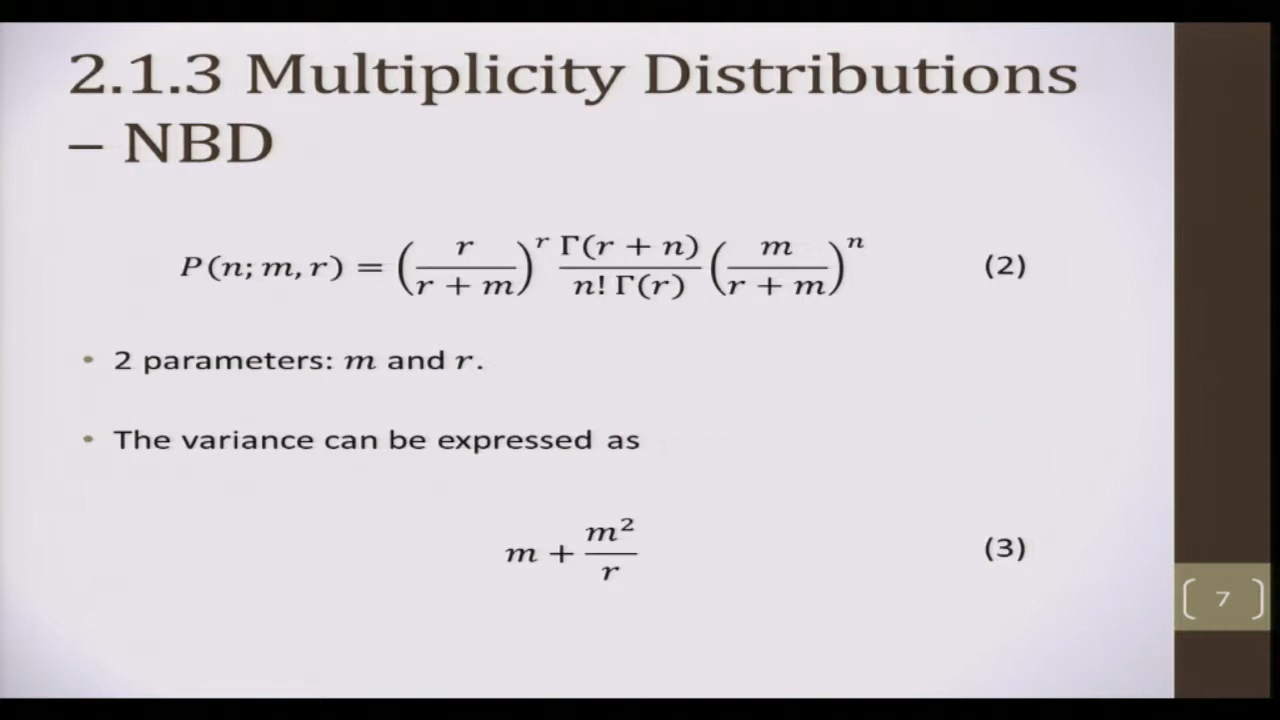 2.1.3 Multiplicity Distributions
– NBD
P(n; m, r) = (r/(r + m))^r Γ(r + n)/(n! Γ(r)) (m/(r + m))^n (2)
• 2 parameters: m and r.
• The variance can be expressed as
m + m²/r (3)
7